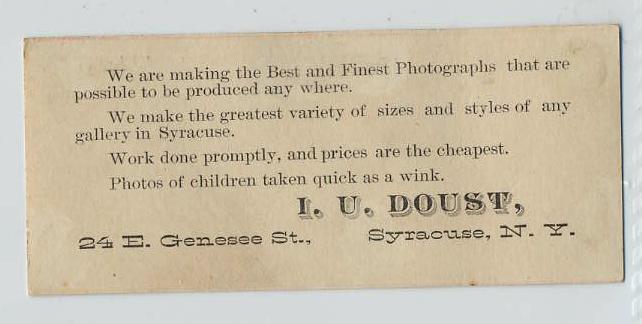 We are making the Best and Finest Photographs that are
possible to be produced any where.
We make the greatest variety of sizes and styles of any
gallery in Syracuse.
Work done promptly, and prices are the cheapest.
Photos of children taken quick as a wink.
I. U. DOUST,
24 E. Genesee St., Syracuse, N. Y.